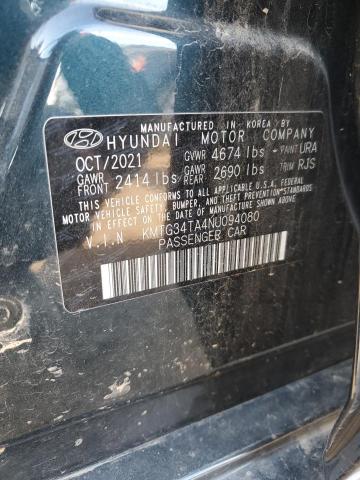 MANUFACTURED IN KOREA BY
HYUNDAI MOTOR COMPANY
OCT/2021 GVWR 4674 lbs PAINT URA
GAWR FRONT 2414 lbs GAWR REAR 2690 lbs TRIM RJS
THIS VEHICLE CONFORMS TO ALL APPLICABLE U.S. FEDERAL
MOTOR VEHICLE SAFETY, BUMPER, AND THEFT PREVENTION STANDARDS IN
EFFECT ON THE DATE OF MANUFACTURE SHOWN ABOVE.
V.I.N KMTG34TA4NU094080
PASSENGER CAR